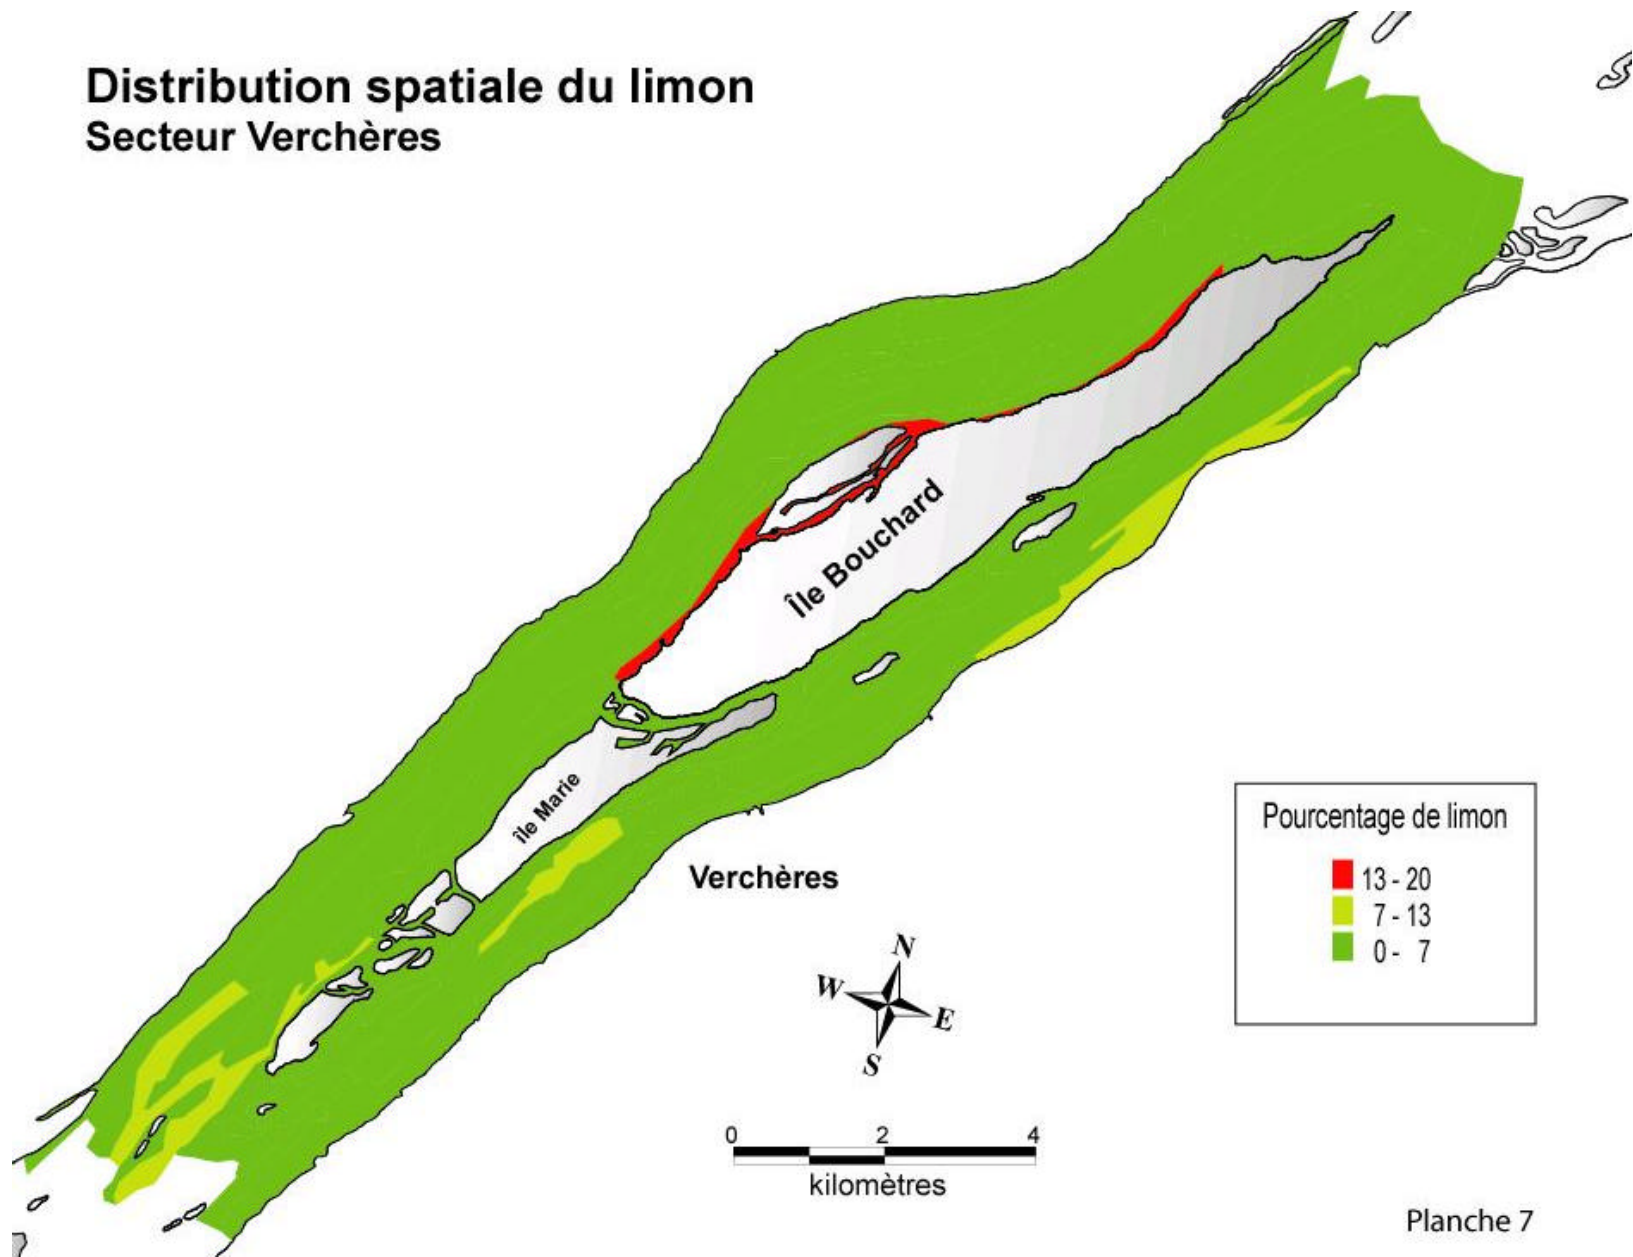 Distribution spatiale du limon
Secteur Verchères
Île Bouchard
île Marie
Verchères
Pourcentage de limon
13 - 20
7 - 13
0 - 7
N
W
E
S
0 2 4
kilomètres
Planche 7